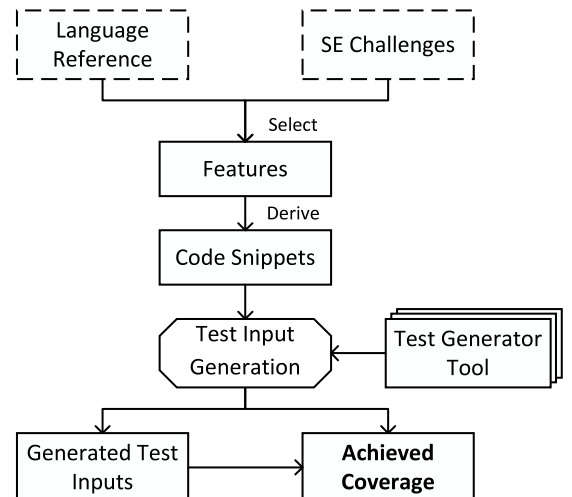 Language
Reference
SE Challenges
Select
Features
Derive
Code Snippets
Test Input
Generation
Test Generator
Tool
Generated Test
Inputs
Achieved
Coverage